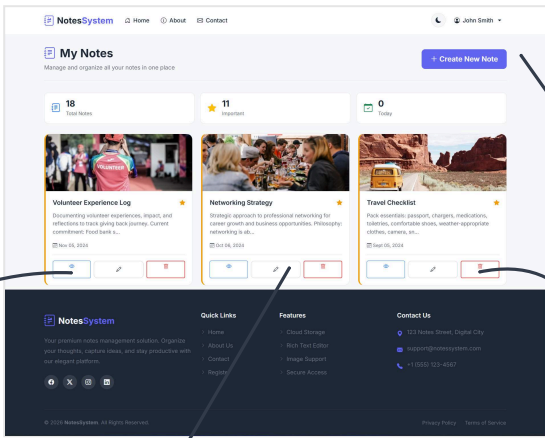 NotesSystem Home About Contact John Smith
My Notes
Manage and organize all your notes in one place
+ Create New Note
18
Total Notes
11
Important
0
Today
VOLUNTEER
Volunteer Experience Log
Documenting volunteer experiences, impact, and
reflections to track giving back journey. Current
commitment: Food bank s...
Nov 09, 2024
Networking Strategy
Strategic approach to professional networking for
career growth and business opportunities. Philosophy:
networking is ab...
Oct 06, 2024
Travel Checklist
Pack essentials: passport, chargers, medications,
toiletries, comfortable shoes, weather-appropriate
clothes, camera, sn...
Sept 09, 2024
NotesSystem
Your premium notes management solution. Organize
your thoughts, capture ideas, and stay productive with
our elegant platform.
Quick Links
Home
About Us
Contact
Register
Features
Cloud Storage
Rich Text Editor
Image Support
Secure Access
Contact Us
123 Notes Street, Digital City
support@notessystem.com
+1 (555) 123-4567
© 2026 NotesSystem. All Rights Reserved.
Privacy Policy Terms of Service